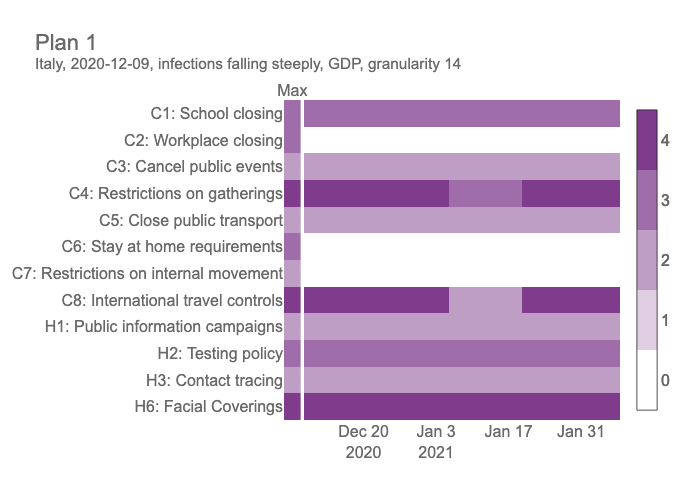 Plan 1
Italy, 2020-12-09, infections falling steeply, GDP, granularity 14
Max
C1: School closing
C2: Workplace closing
C3: Cancel public events
C4: Restrictions on gatherings
C5: Close public transport
C6: Stay at home requirements
C7: Restrictions on internal movement
C8: International travel controls
H1: Public information campaigns
H2: Testing policy
H3: Contact tracing
H6: Facial Coverings
4
3
2
1
0
Dec 20 Jan 3 Jan 17 Jan 31
2020 2021